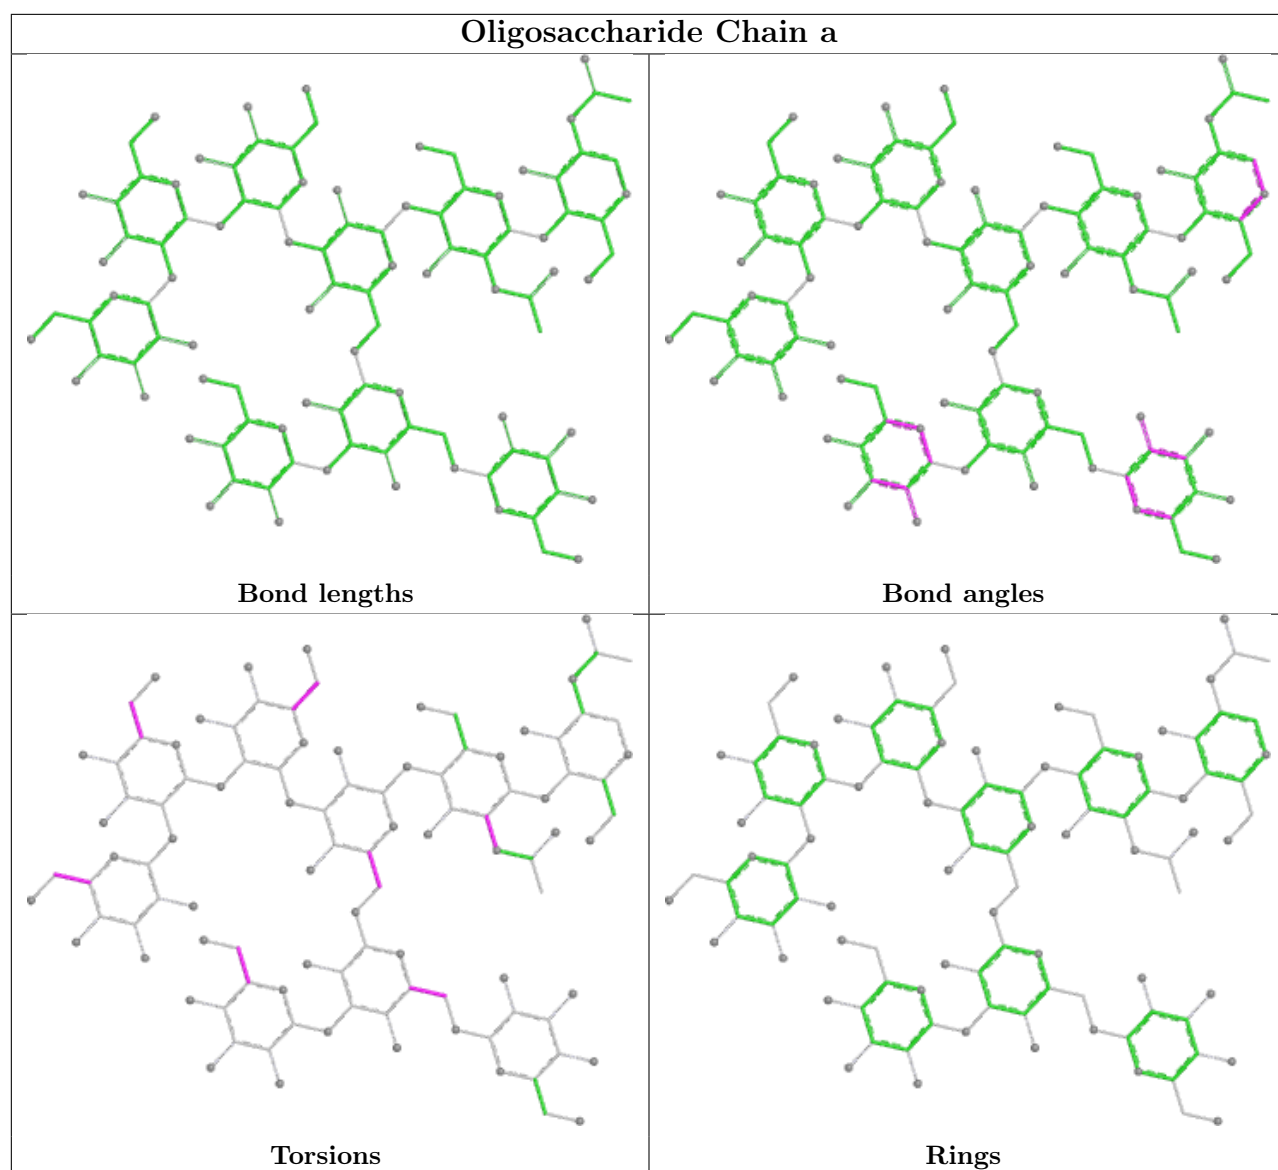 Oligosaccharide Chain a
Bond lengths
Bond angles
Torsions
Rings